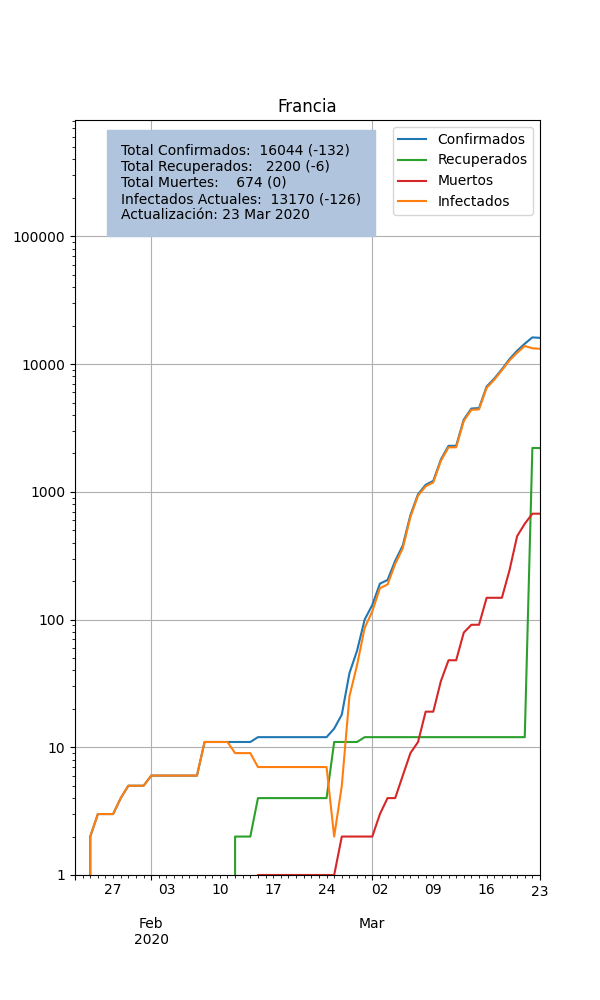 Francia
Total Confirmados: 16044 (-132)
Total Recuperados: 2200 (-6)
Total Muertes: 674 (0)
Infectados Actuales: 13170 (-126)
Actualización: 23 Mar 2020
Confirmados
Recuperados
Muertos
Infectados
100000
10000
1000
100
10
1
27 03 10 17 24 02 09 16 23
Feb Mar
2020